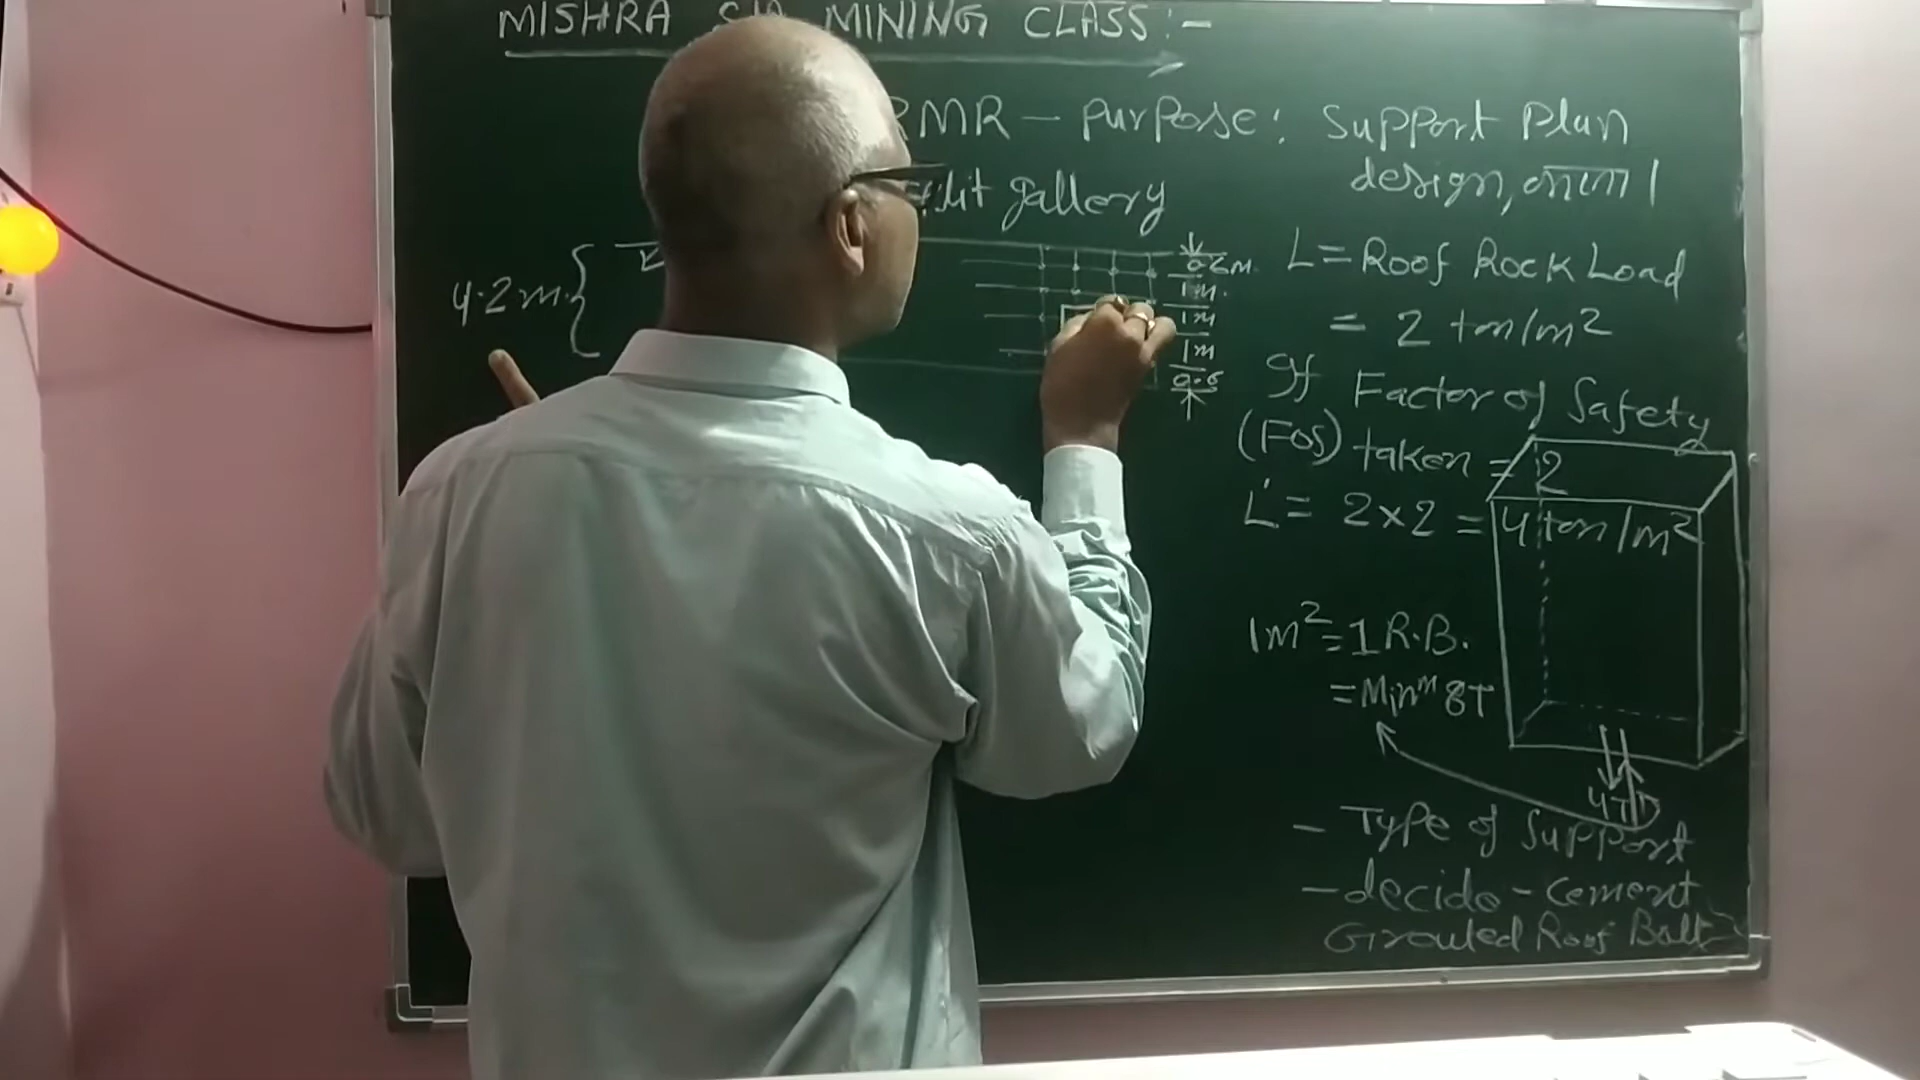 MISHRA SIR MINING CLASS:-
RMR - Purpose: Support Plan
design,
gallery
4.2 m.
0.6m.
1m.
1m
1m
0.6
L = Roof Rock Load
= 2 ton/m²
If Factor of Safety
(FOS) taken = 2
L' = 2×2 = 4 ton/m²
1m² = 1 R.B.
= Minᵐ 8T
4T
- Type of Support
- decide - cement
Grouted Roof Bolt